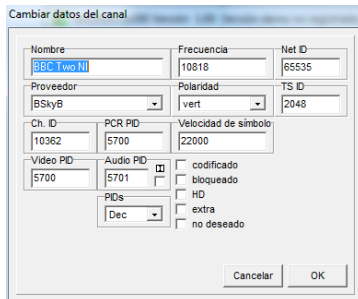 Cambiar datos del canal
Nombre Frecuencia Net ID
BBC Two NI 10818 65535
Proveedor Polaridad TS ID
BSkyB vert 2048
Ch. ID PCR PID Velocidad de símbolo
10362 5700 22000
Video PID Audio PID codificado
5700 5701 bloqueado
PIDs HD
Dec extra
no deseado
Cancelar OK